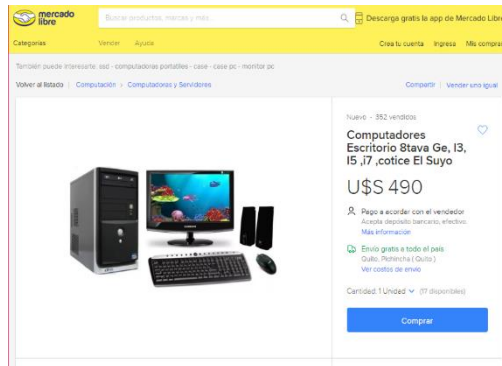 mercado
libre
Buscar productos, marcas y más...
Descarga gratis la app de Mercado Libre
Categorías
Vender
Ayuda
Crea tu cuenta
Ingresa
Mis compras
También puede interesarte: ssd - computadoras portatiles - case - case pc - monitor pc
Volver al listado
Computación > Computadoras y Servidores
Compartir
Vender uno igual
Nuevo - 352 vendidos
Computadores
Escritorio 8tava Ge, I3,
I5 ,i7 ,cotice El Suyo
U$S 490
Pago a acordar con el vendedor
Acepta depósito bancario, efectivo.
Más información
Envío gratis a todo el país
Quito, Pichincha (Quito)
Ver costos de envío
Cantidad: 1 Unidad
(17 disponibles)
Comprar